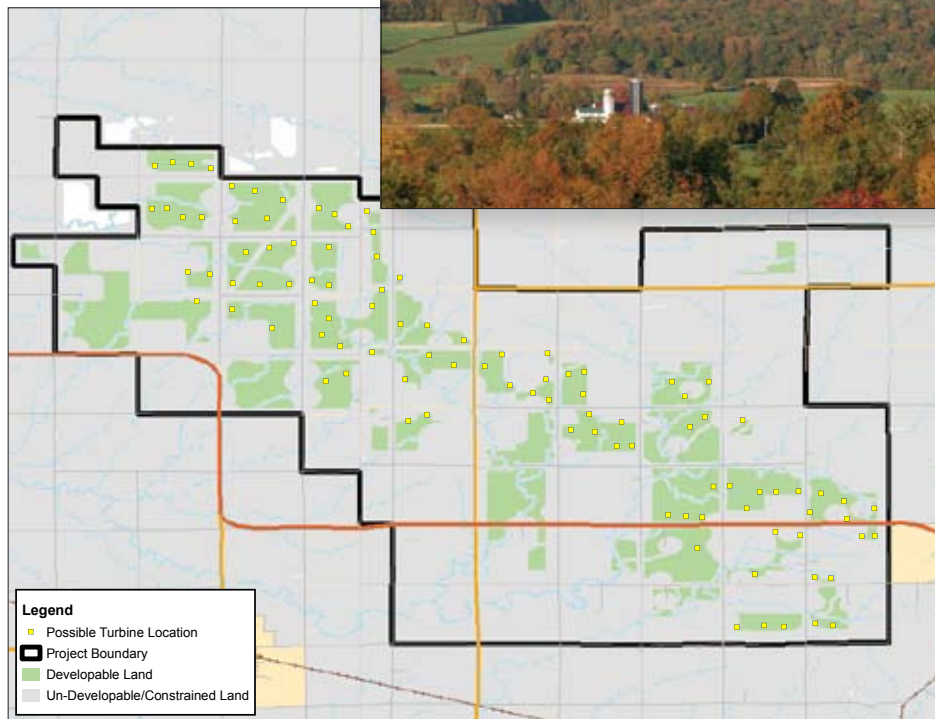 Legend
Possible Turbine Location
Project Boundary
Developable Land
Un-Developable/Constrained Land